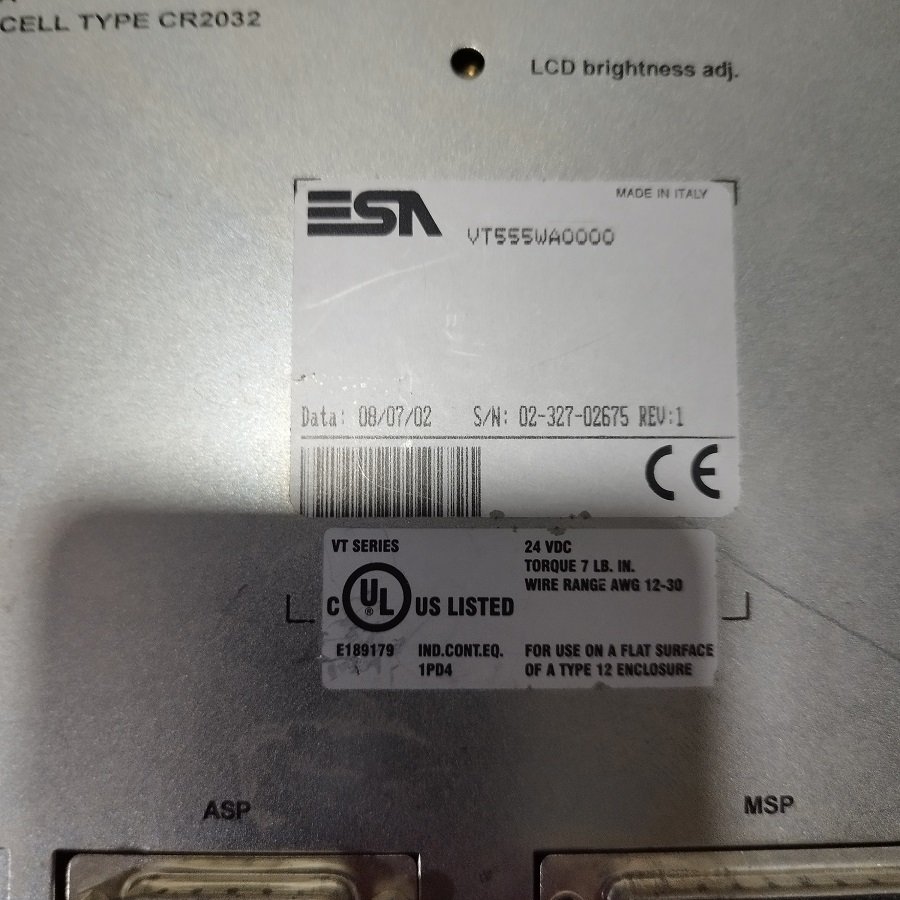 CELL TYPE CR2032
LCD brightness adj.
ESA
MADE IN ITALY
VT555WA0000
Data: 08/07/02 S/N: 02-327-02675 REV:1
CE
VT SERIES
C UL ® US LISTED
E189179 IND.CONT.EQ.
1PD4
24 VDC
TORQUE 7 LB. IN.
WIRE RANGE AWG 12-30
FOR USE ON A FLAT SURFACE
OF A TYPE 12 ENCLOSURE
ASP
MSP